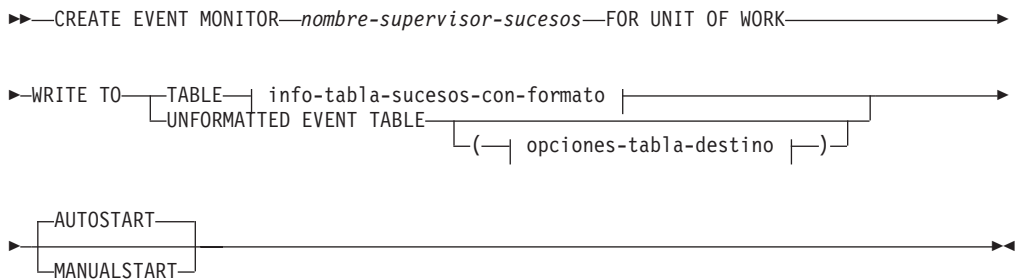 CREATE EVENT MONITOR nombre-supervisor-sucesos FOR UNIT OF WORK
WRITE TO TABLE info-tabla-sucesos-con-formato
UNFORMATTED EVENT TABLE
( opciones-tabla-destino )
AUTOSTART
MANUALSTART